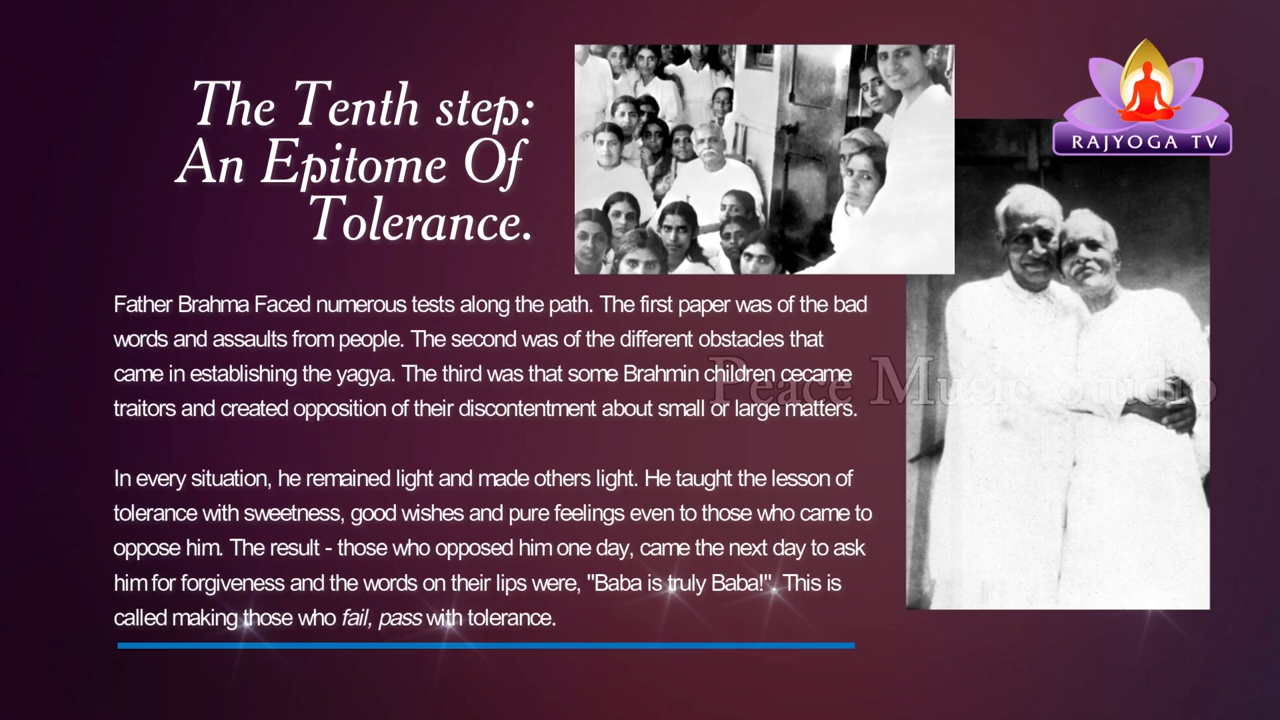 The Tenth step:
An Epitome Of
Tolerance.
RAJYOGA TV
Father Brahma Faced numerous tests along the path. The first paper was of the bad
words and assaults from people. The second was of the different obstacles that
came in establishing the yagya. The third was that some Brahmin children cecame
traitors and created opposition of their discontentment about small or large matters.
Peace Music Studio
In every situation, he remained light and made others light. He taught the lesson of
tolerance with sweetness, good wishes and pure feelings even to those who came to
oppose him. The result - those who opposed him one day, came the next day to ask
him for forgiveness and the words on their lips were, "Baba is truly Baba!". This is
called making those who fail, pass with tolerance.